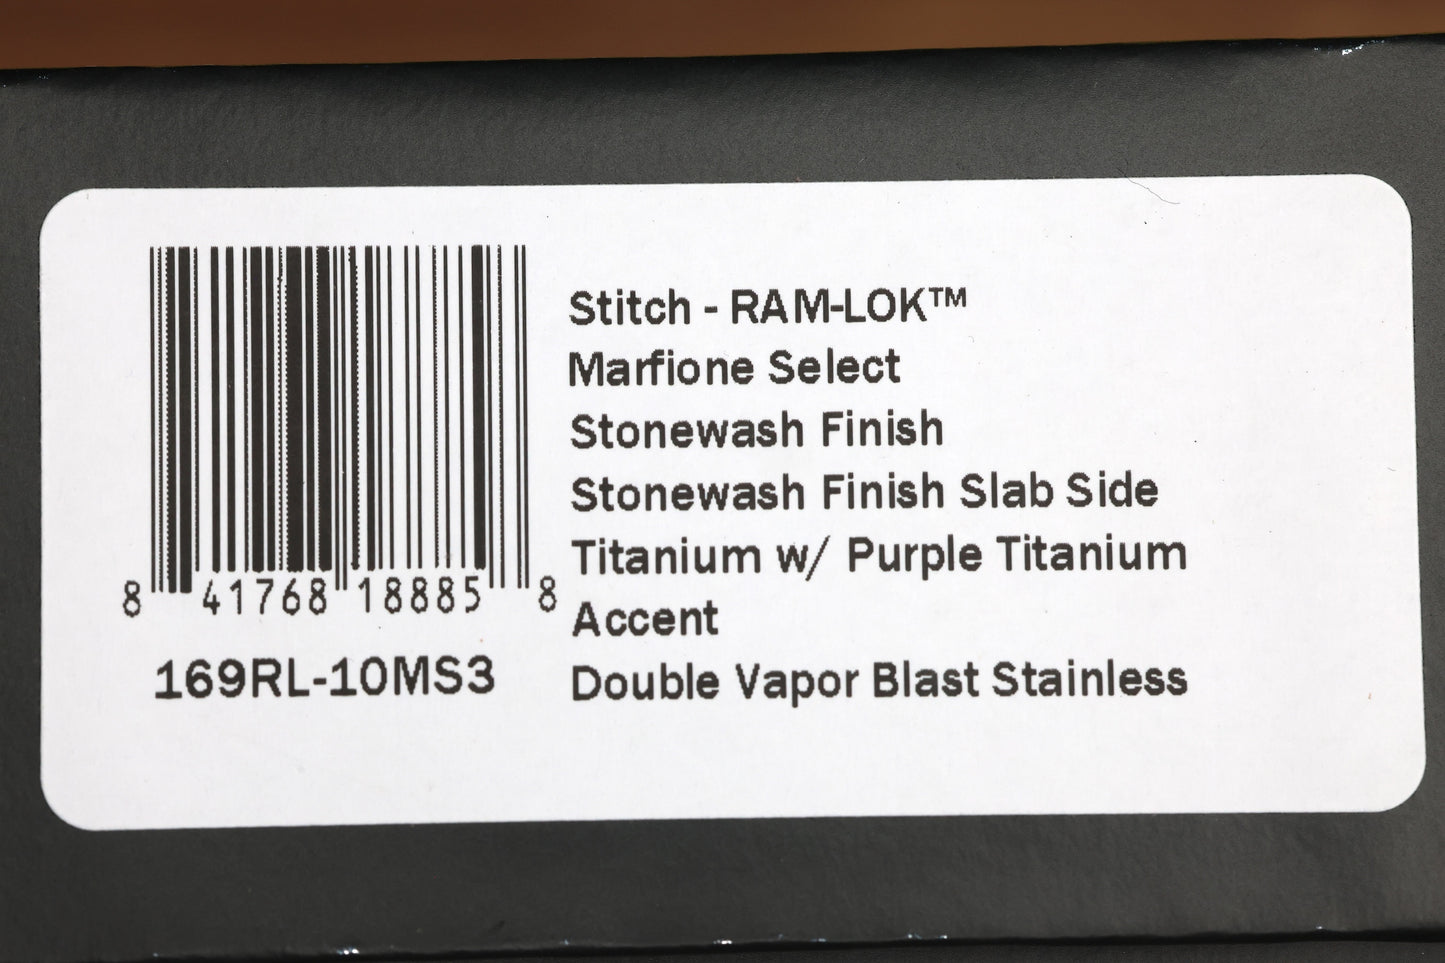 8 41768 18885 8
169RL-10MS3
Stitch - RAM-LOK™
Marfione Select
Stonewash Finish
Stonewash Finish Slab Side
Titanium w/ Purple Titanium
Accent
Double Vapor Blast Stainless